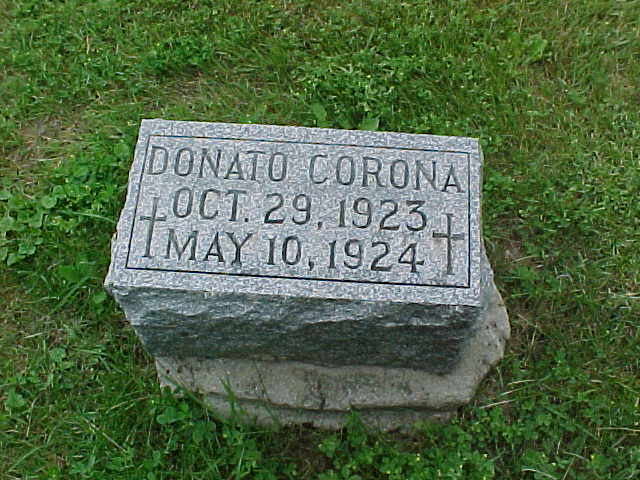 DONATO CORONA
OCT. 29, 1923
MAY 10, 1924